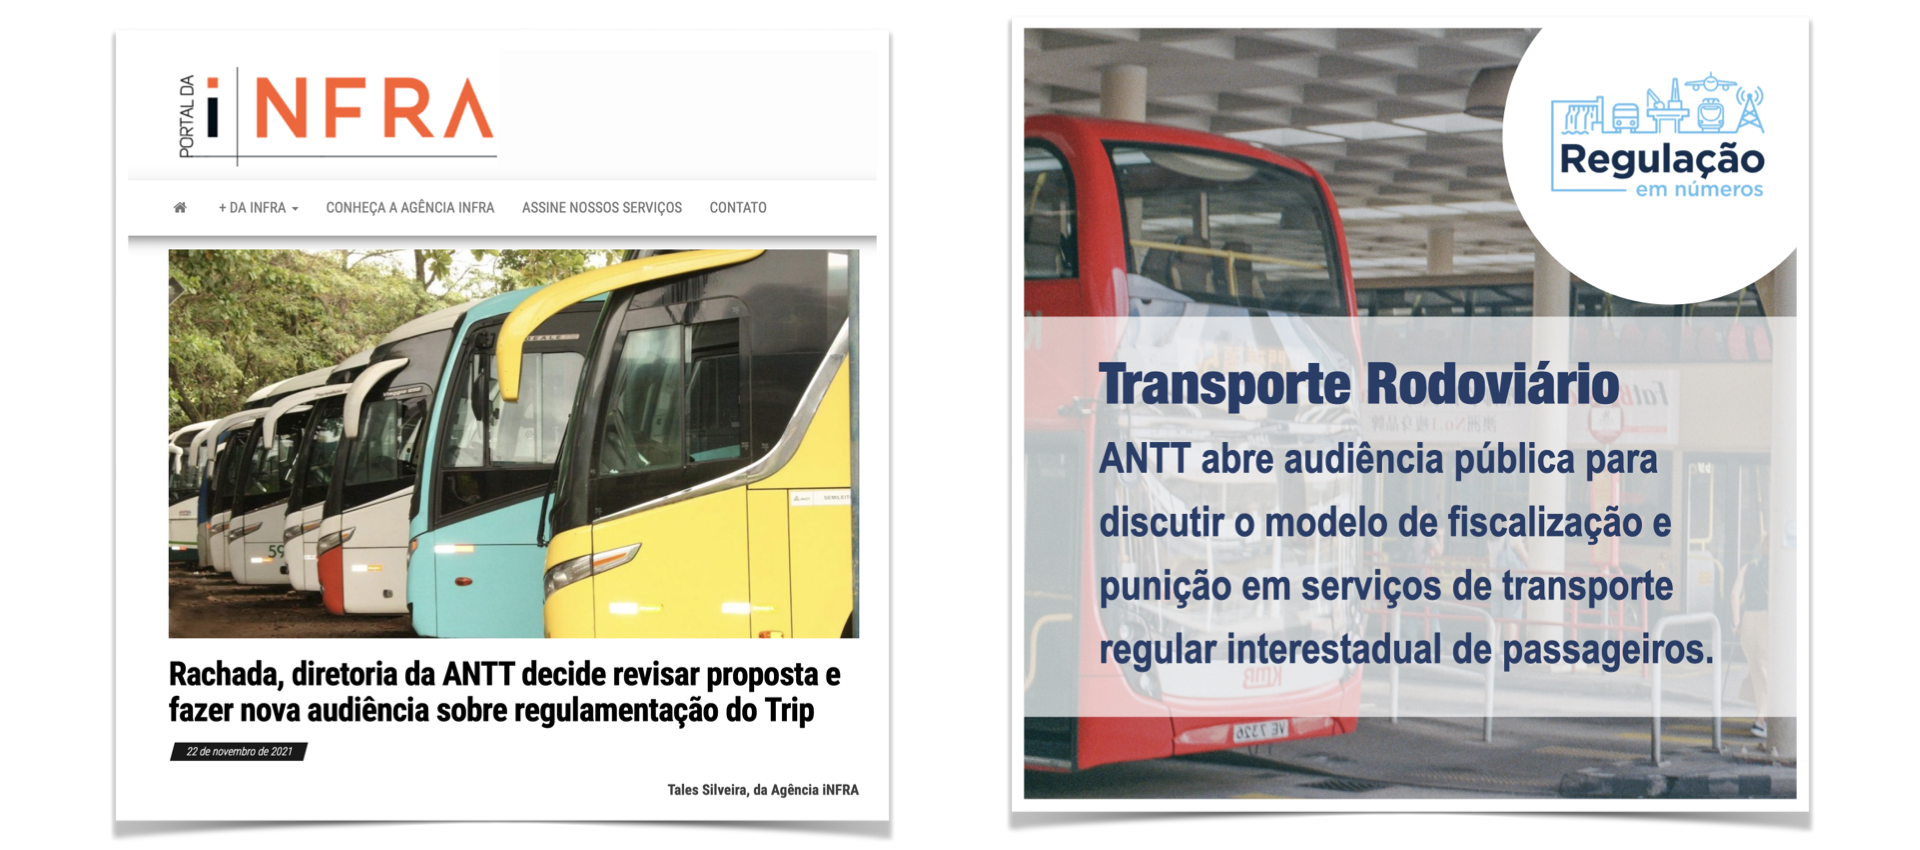 PORTAL DA
iNFRA
+ DA INFRA
CONHEÇA A AGÊNCIA INFRA
ASSINE NOSSOS SERVIÇOS
CONTATO
59
SEMILEITO
Rachada, diretoria da ANTT decide revisar proposta e
fazer nova audiência sobre regulamentação do Trip
22 de novembro de 2021
Tales Silveira, da Agência iNFRA
Regulação
em números
Transporte Rodoviário
ANTT abre audiência pública para
discutir o modelo de fiscalização e
punição em serviços de transporte
regular interestadual de passageiros.
KMB